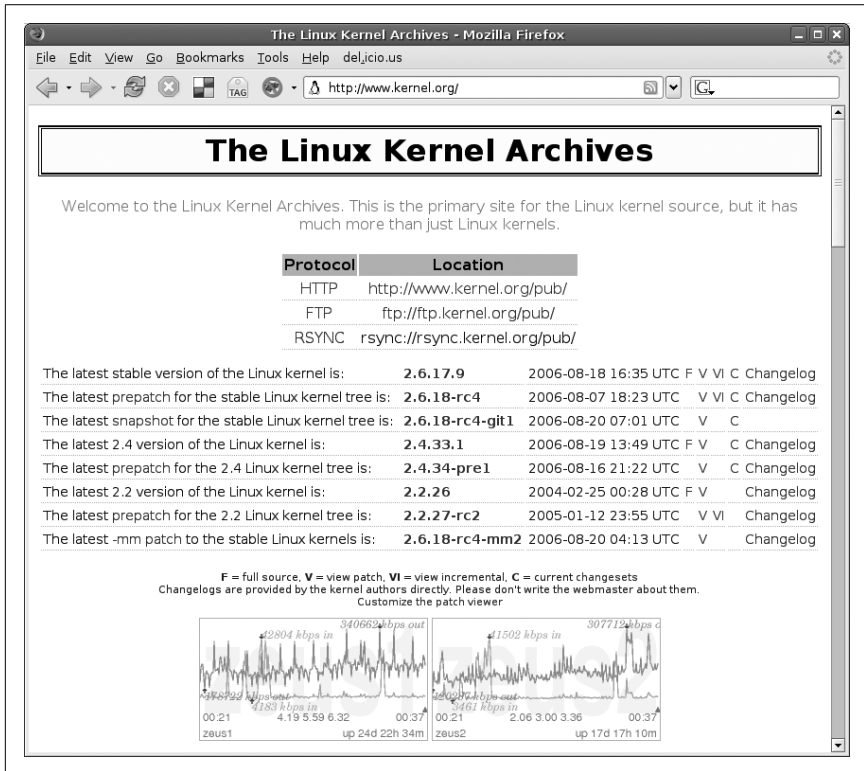 The Linux Kernel Archives - Mozilla Firefox
File Edit View Go Bookmarks Tools Help del.icio.us
TAG http://www.kernel.org/ G
The Linux Kernel Archives
Welcome to the Linux Kernel Archives. This is the primary site for the Linux kernel source, but it has
much more than just Linux kernels.
Protocol Location
HTTP http://www.kernel.org/pub/
FTP ftp://ftp.kernel.org/pub/
RSYNC rsync://rsync.kernel.org/pub/
The latest stable version of the Linux kernel is: 2.6.17.9 2006-08-18 16:35 UTC F V VI C Changelog
The latest prepatch for the stable Linux kernel tree is: 2.6.18-rc4 2006-08-07 18:23 UTC V VI C Changelog
The latest snapshot for the stable Linux kernel tree is: 2.6.18-rc4-git1 2006-08-20 07:01 UTC V C
The latest 2.4 version of the Linux kernel is: 2.4.33.1 2006-08-19 13:49 UTC F V C Changelog
The latest prepatch for the 2.4 Linux kernel tree is: 2.4.34-pre1 2006-08-16 21:22 UTC V C Changelog
The latest 2.2 version of the Linux kernel is: 2.2.26 2004-02-25 00:28 UTC F V Changelog
The latest prepatch for the 2.2 Linux kernel tree is: 2.2.27-rc2 2005-01-12 23:55 UTC V VI Changelog
The latest -mm patch to the stable Linux kernels is: 2.6.18-rc4-mm2 2006-08-20 04:13 UTC V Changelog
F = full source, V = view patch, VI = view incremental, C = current changesets
Changelogs are provided by the kernel authors directly. Please don't write the webmaster about them.
Customize the patch viewer
340662 kbps out 307712 kbps o
42804 kbps in 41502 kbps in
zeus1 zeus2
kbps out kbps out
4183 kbps in 3461 kbps in
00:21 4.19 5.59 6.32 00:37 00:21 2.06 3.00 3.36 00:37
zeus1 up 24d 22h 34m zeus2 up 17d 17h 10m